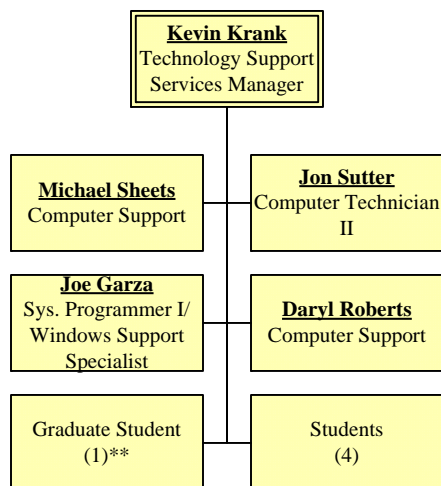 Kevin Krank
Technology Support
Services Manager
Michael Sheets
Computer Support
Jon Sutter
Computer Technician
II
Joe Garza
Sys. Programmer I/
Windows Support
Specialist
Daryl Roberts
Computer Support
Graduate Student
(1)**
Students
(4)